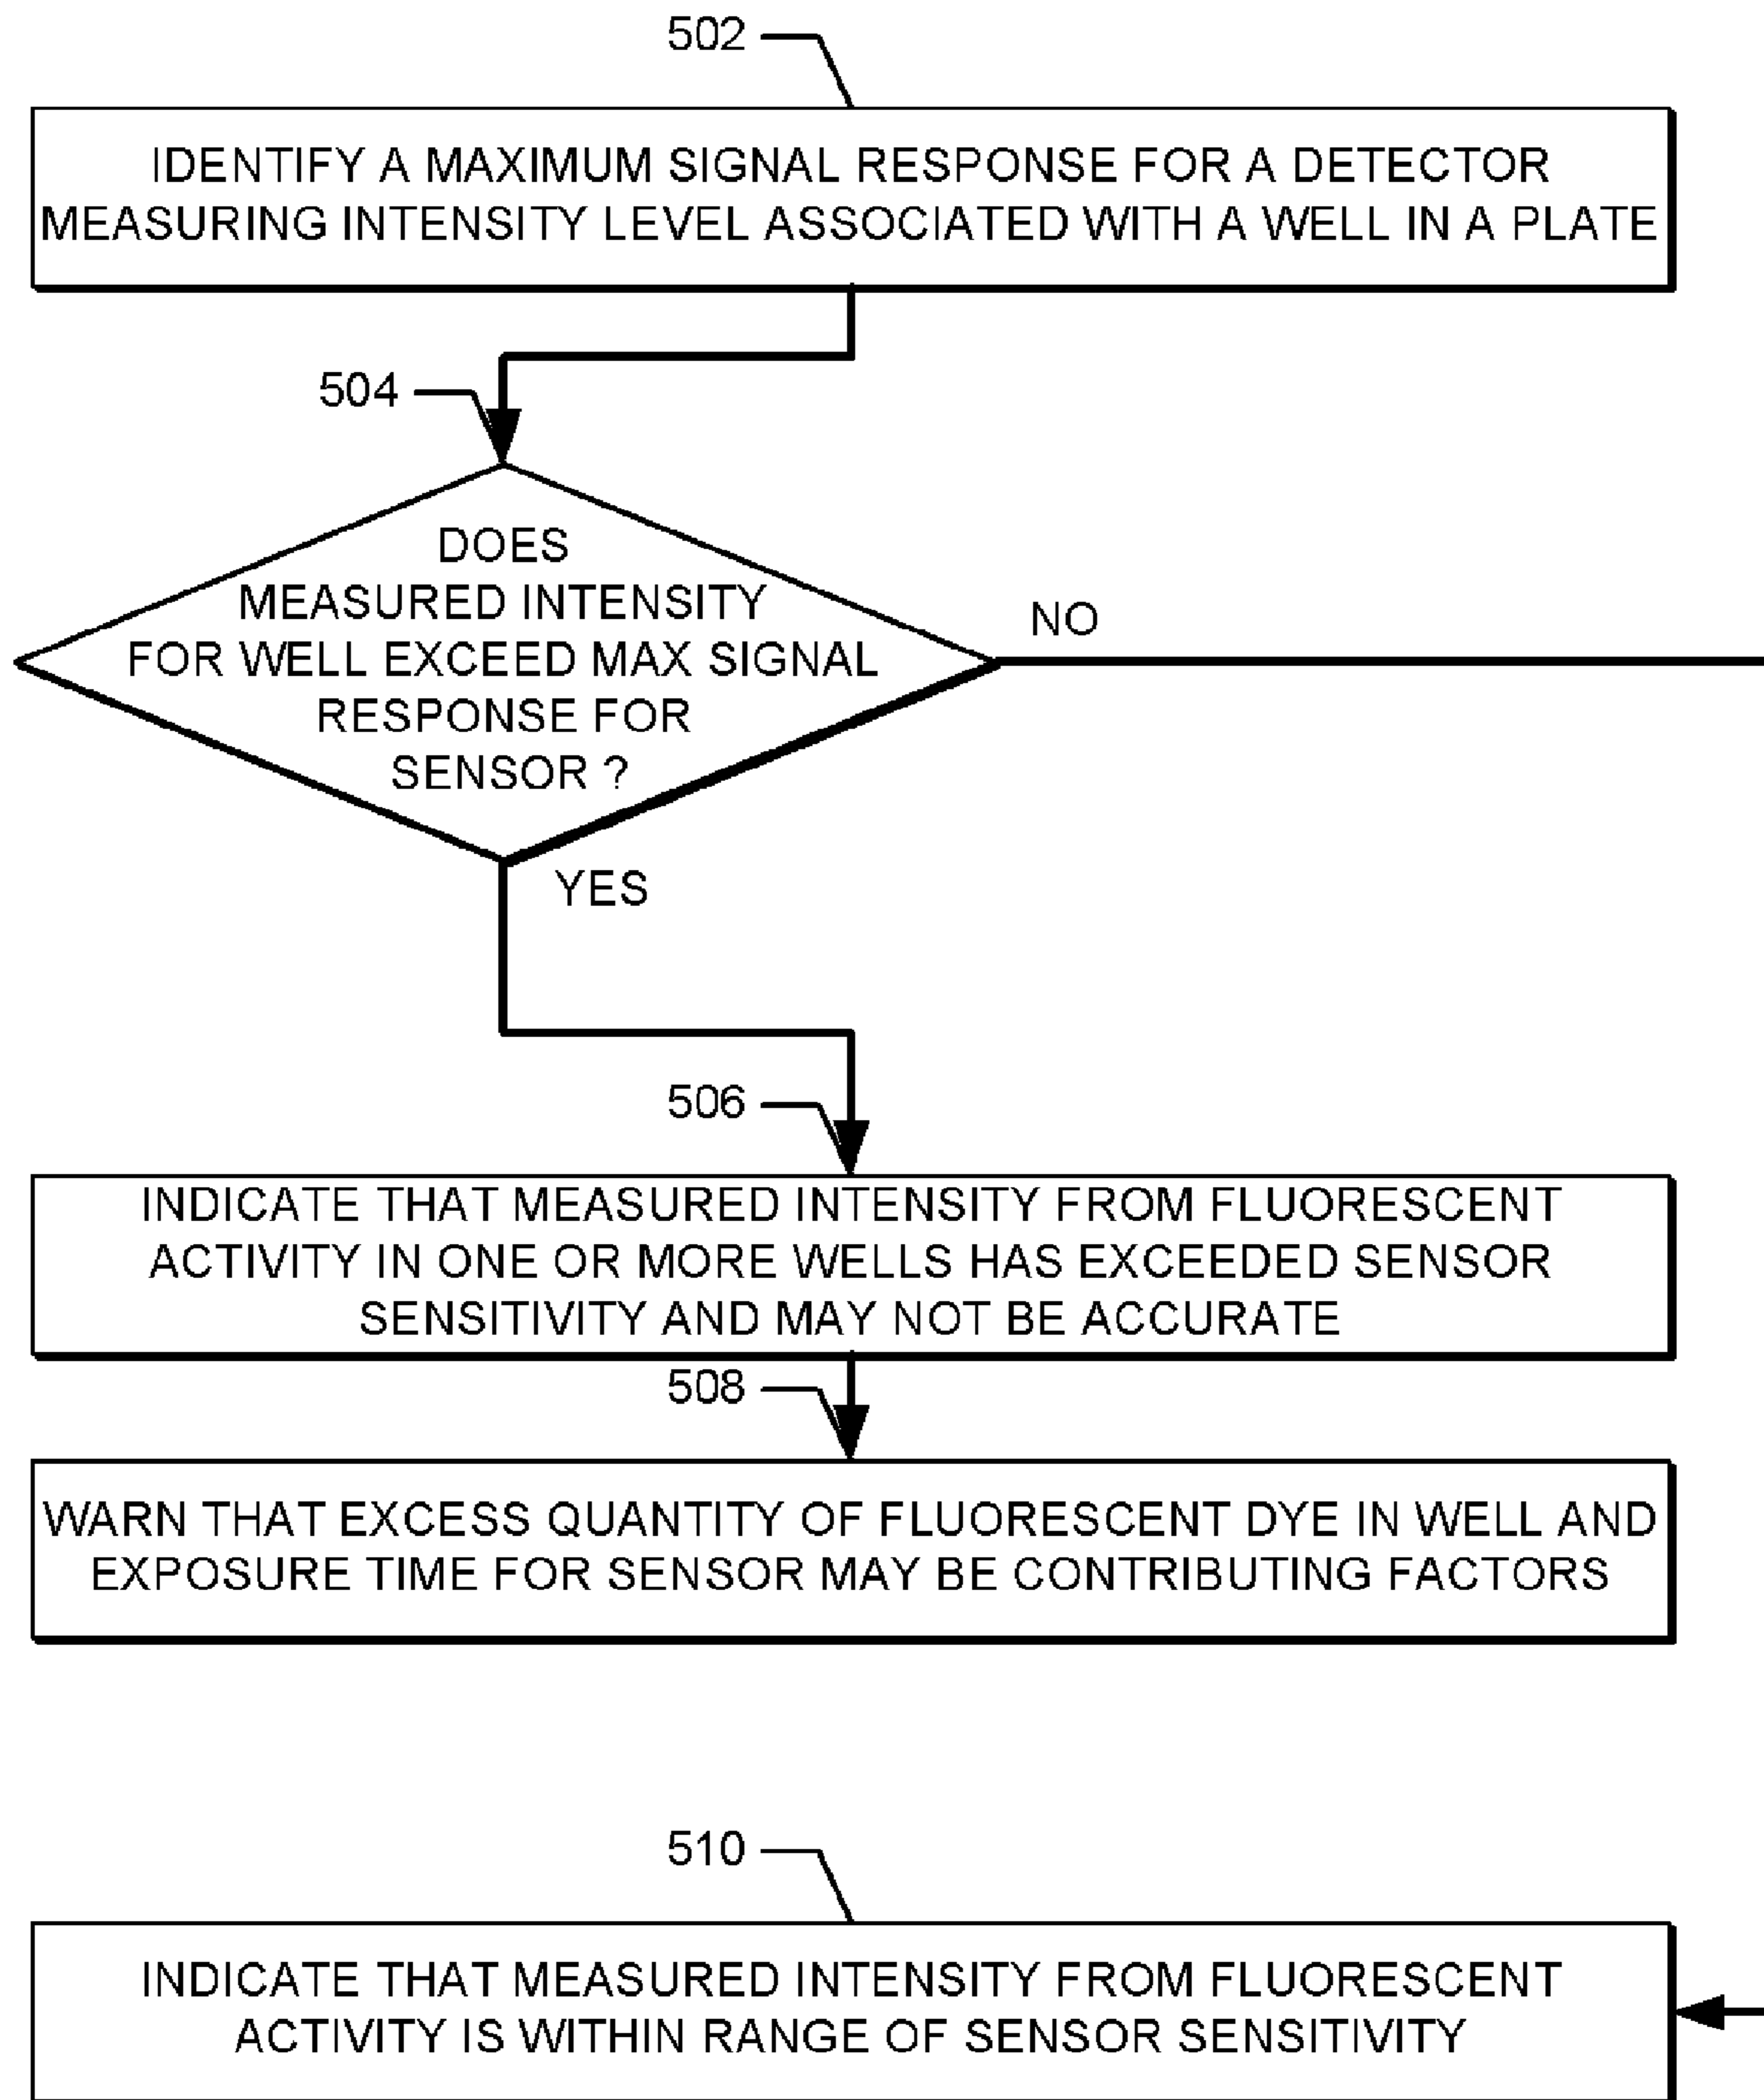 502
IDENTIFY A MAXIMUM SIGNAL RESPONSE FOR A DETECTOR
MEASURING INTENSITY LEVEL ASSOCIATED WITH A WELL IN A PLATE
504
DOES
MEASURED INTENSITY
FOR WELL EXCEED MAX SIGNAL
RESPONSE FOR
SENSOR ?
NO
YES
506
INDICATE THAT MEASURED INTENSITY FROM FLUORESCENT
ACTIVITY IN ONE OR MORE WELLS HAS EXCEEDED SENSOR
SENSITIVITY AND MAY NOT BE ACCURATE
508
WARN THAT EXCESS QUANTITY OF FLUORESCENT DYE IN WELL AND
EXPOSURE TIME FOR SENSOR MAY BE CONTRIBUTING FACTORS
510
INDICATE THAT MEASURED INTENSITY FROM FLUORESCENT
ACTIVITY IS WITHIN RANGE OF SENSOR SENSITIVITY